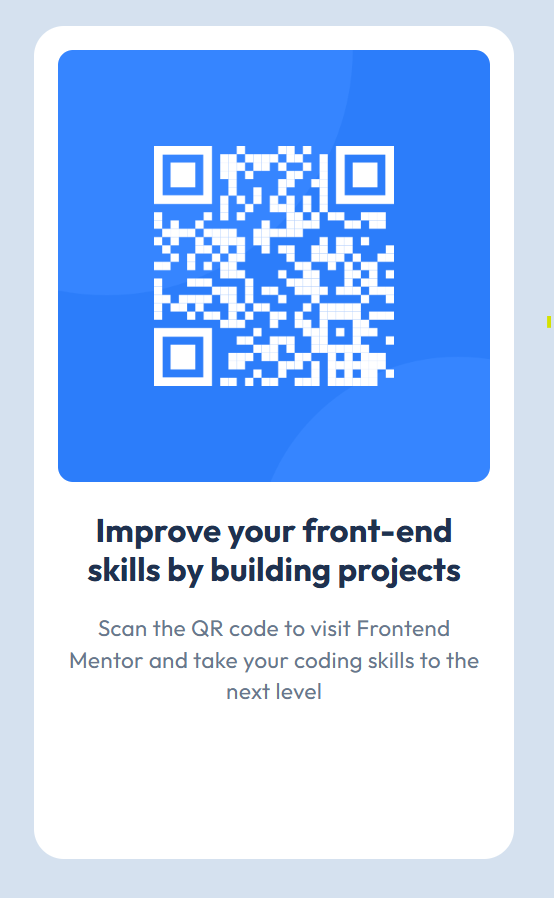 Improve your front-end
skills by building projects
Scan the QR code to visit Frontend
Mentor and take your coding skills to the
next level